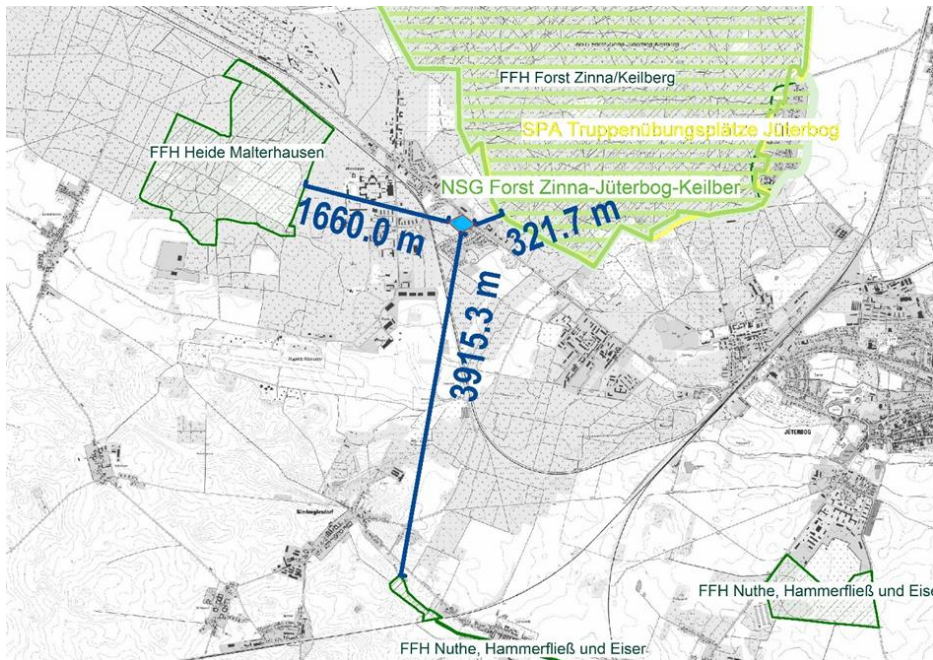 FFH Forst Zinna/Keilberg
SPA Truppenübungsplätze Jüterbog
FFH Heide Malterhausen
NSG Forst Zinna-Jüterbog-Keilber
1660.0 m
321.7 m
3915.3 m
JÜTERBOG
FFH Nuthe, Hammerfließ und Eise
FFH Nuthe, Hammerfließ und Eiser